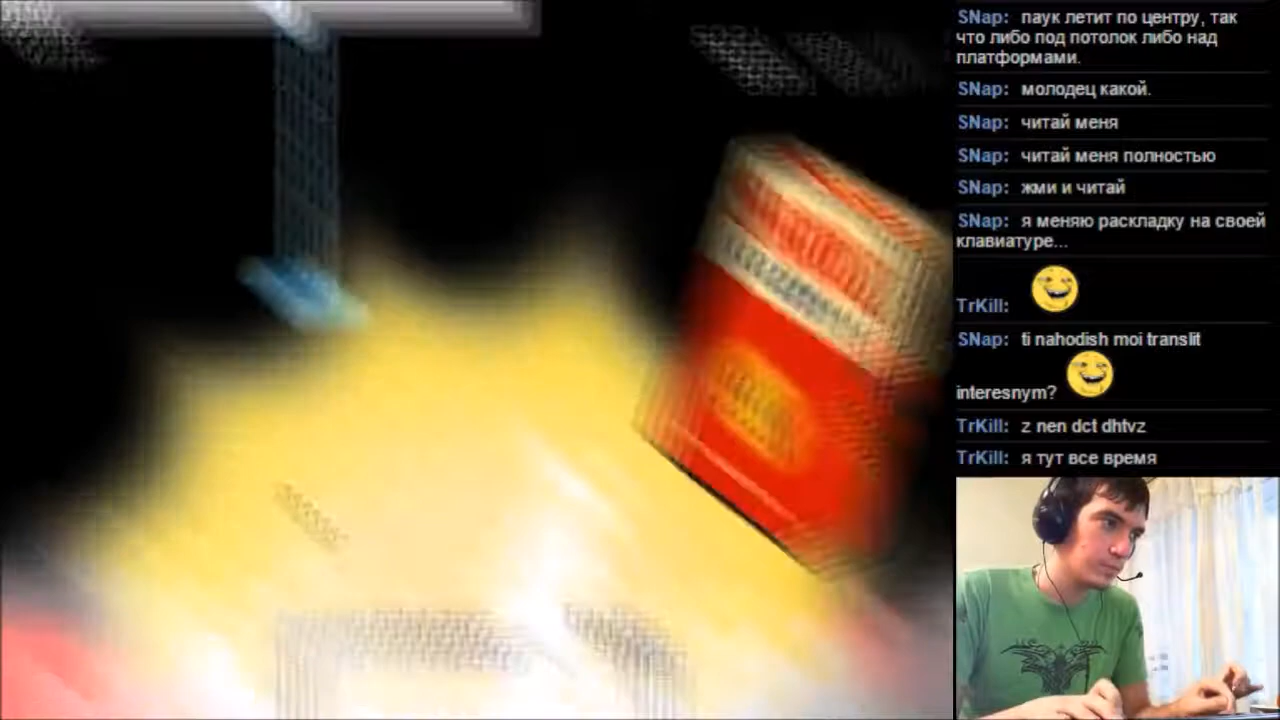 SNap: паук летит по центру, так
что либо под потолок либо над
платформами.
SNap: молодец какой.
SNap: читай меня
SNap: читай меня полностью
SNap: жми и читай
SNap: я меняю раскладку на своей
клавиатуре...
TrKill:
SNap: ti nahodish moi translit
interesnym?
TrKill: z nen dct dhtvz
TrKill: я тут все время